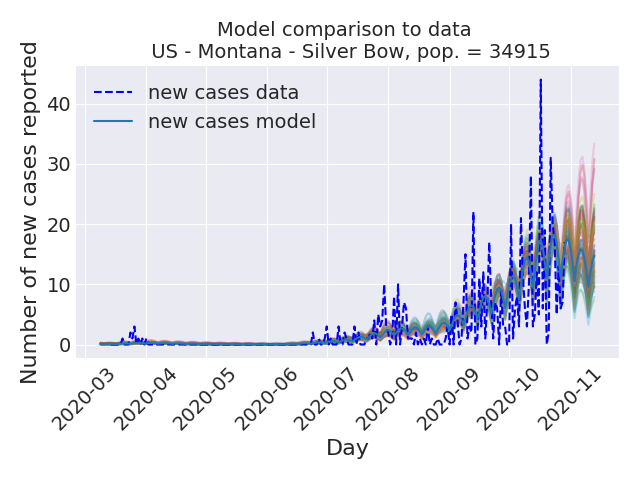 Model comparison to data
US - Montana - Silver Bow, pop. = 34915
Number of new cases reported
40
30
20
10
0
new cases data
new cases model
2020-03
2020-04
2020-05
2020-06
2020-07
2020-08
2020-09
2020-10
2020-11
Day